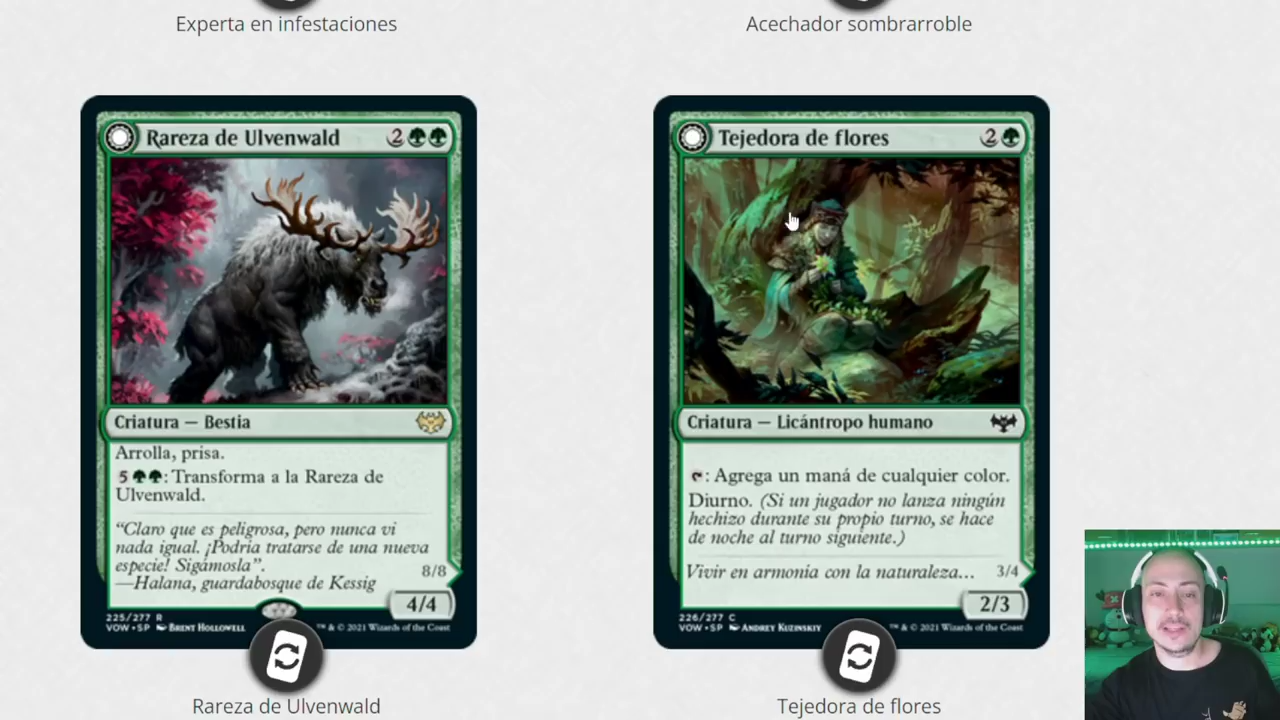 Experta en infestaciones
Acechador sombrarroble
Rareza de Ulvenwald 2
Criatura — Bestia
Arrolla, prisa.
5: Transforma a la Rareza de
Ulvenwald.
“Claro que es peligrosa, pero nunca vi
nada igual. ¡Podría tratarse de una nueva
especie! Sigámosla”.
—Halana, guardabosque de Kessig
8/8
4/4
225/277 R
VOW • SP BRENT HOLLOWELL
™ & © 2021 Wizards of the Coast
Rareza de Ulvenwald
Tejedora de flores 2
Criatura — Licántropo humano
: Agrega un maná de cualquier color.
Diurno. (Si un jugador no lanza ningún
hechizo durante su propio turno, se hace
de noche al turno siguiente.)
Vivir en armonía con la naturaleza...
3/4
2/3
226/277 C
VOW • SP ANDREY KUZINSKIY
™ & © 2021 Wizards of the Coast
Tejedora de flores